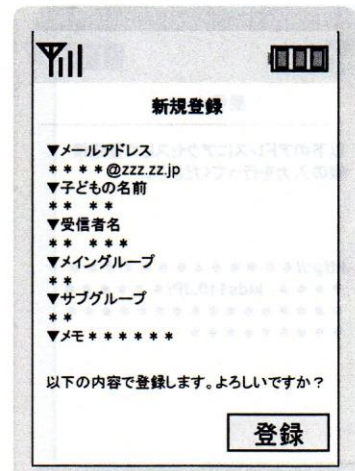 新規登録
▼メールアドレス
＊＊＊＊@zzz.zz.jp
▼子どもの名前
＊＊ ＊＊
▼受信者名
＊＊ ＊＊＊
▼メイングループ
＊＊
▼サブグループ
＊＊
▼メモ＊＊＊＊＊＊
以下の内容で登録します。よろしいですか？
登録